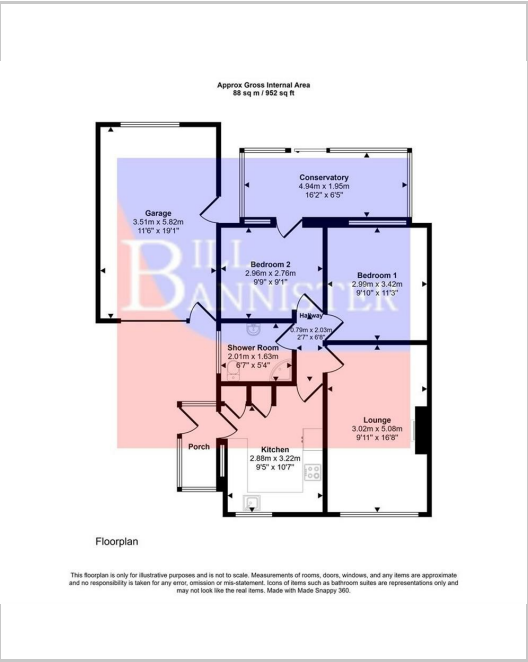 Approx Gross Internal Area
88 sq m / 952 sq ft
Conservatory
4.94m x 1.95m
16'2" x 6'5"
Garage
3.51m x 5.82m
11'6" x 19'1"
Bedroom 2
2.96m x 2.76m
9'9" x 9'1"
Bedroom 1
2.99m x 3.42m
9'10" x 11'3"
BILL
BANNISTER
Hallway
0.79m x 2.03m
2'7" x 6'8"
Shower Room
2.01m x 1.63m
6'7" x 5'4"
Lounge
3.02m x 5.08m
9'11" x 16'8"
Porch
Kitchen
2.88m x 3.22m
9'5" x 10'7"
Floorplan
This floorplan is only for illustrative purposes and is not to scale. Measurements of rooms, doors, windows, and any items are approximate
and no responsibility is taken for any error, omission or mis-statement. Icons of items such as bathroom suites are representations only and
may not look like the real items. Made with Made Snappy 360.